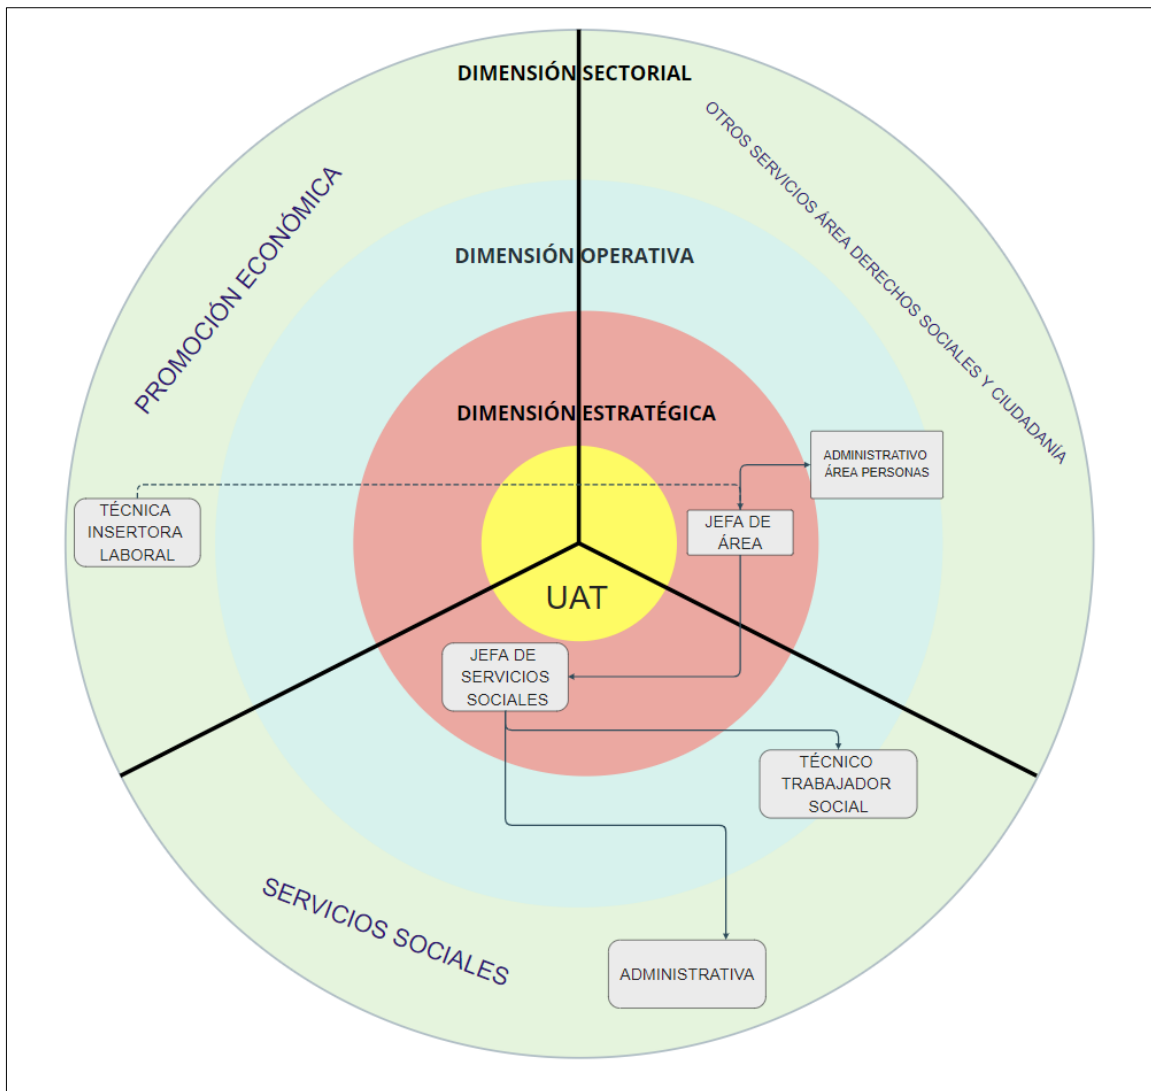 DIMENSIÓN SECTORIAL
OTROS SERVICIOS ÁREA DERECHOS SOCIALES Y CIUDADANÍA
PROMOCIÓN ECONÓMICA
DIMENSIÓN OPERATIVA
DIMENSIÓN ESTRATÉGICA
ADMINISTRATIVO
ÁREA PERSONAS
TÉCNICA
INSERTORA
LABORAL
JEFA DE
ÁREA
UAT
JEFA DE
SERVICIOS
SOCIALES
TÉCNICO
TRABAJADOR
SOCIAL
SERVICIOS SOCIALES
ADMINISTRATIVA